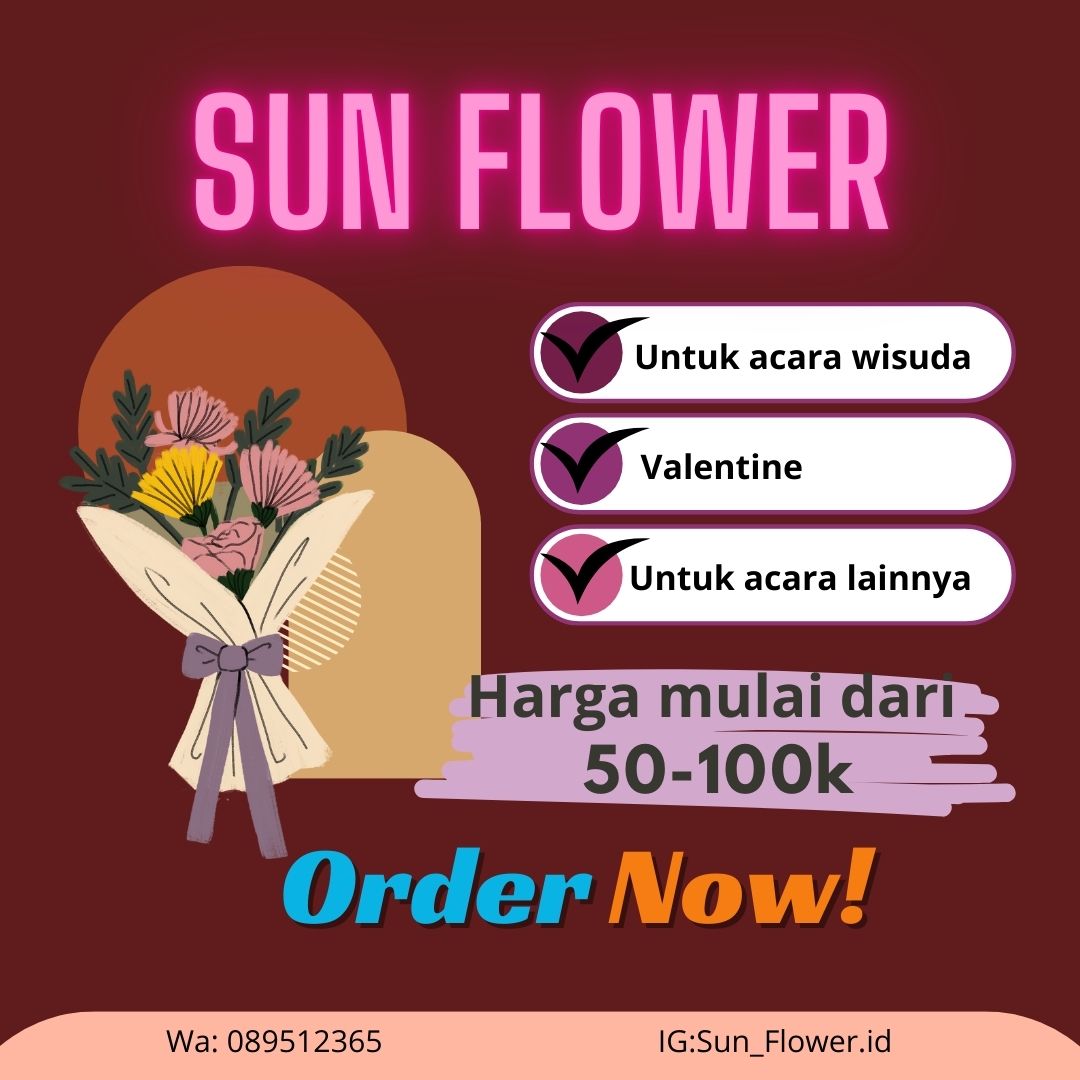 SUN FLOWER
Untuk acara wisuda
Valentine
Untuk acara lainnya
Harga mulai dari
50-100k
Order Now!
Wa: 089512365
IG:Sun_Flower.id